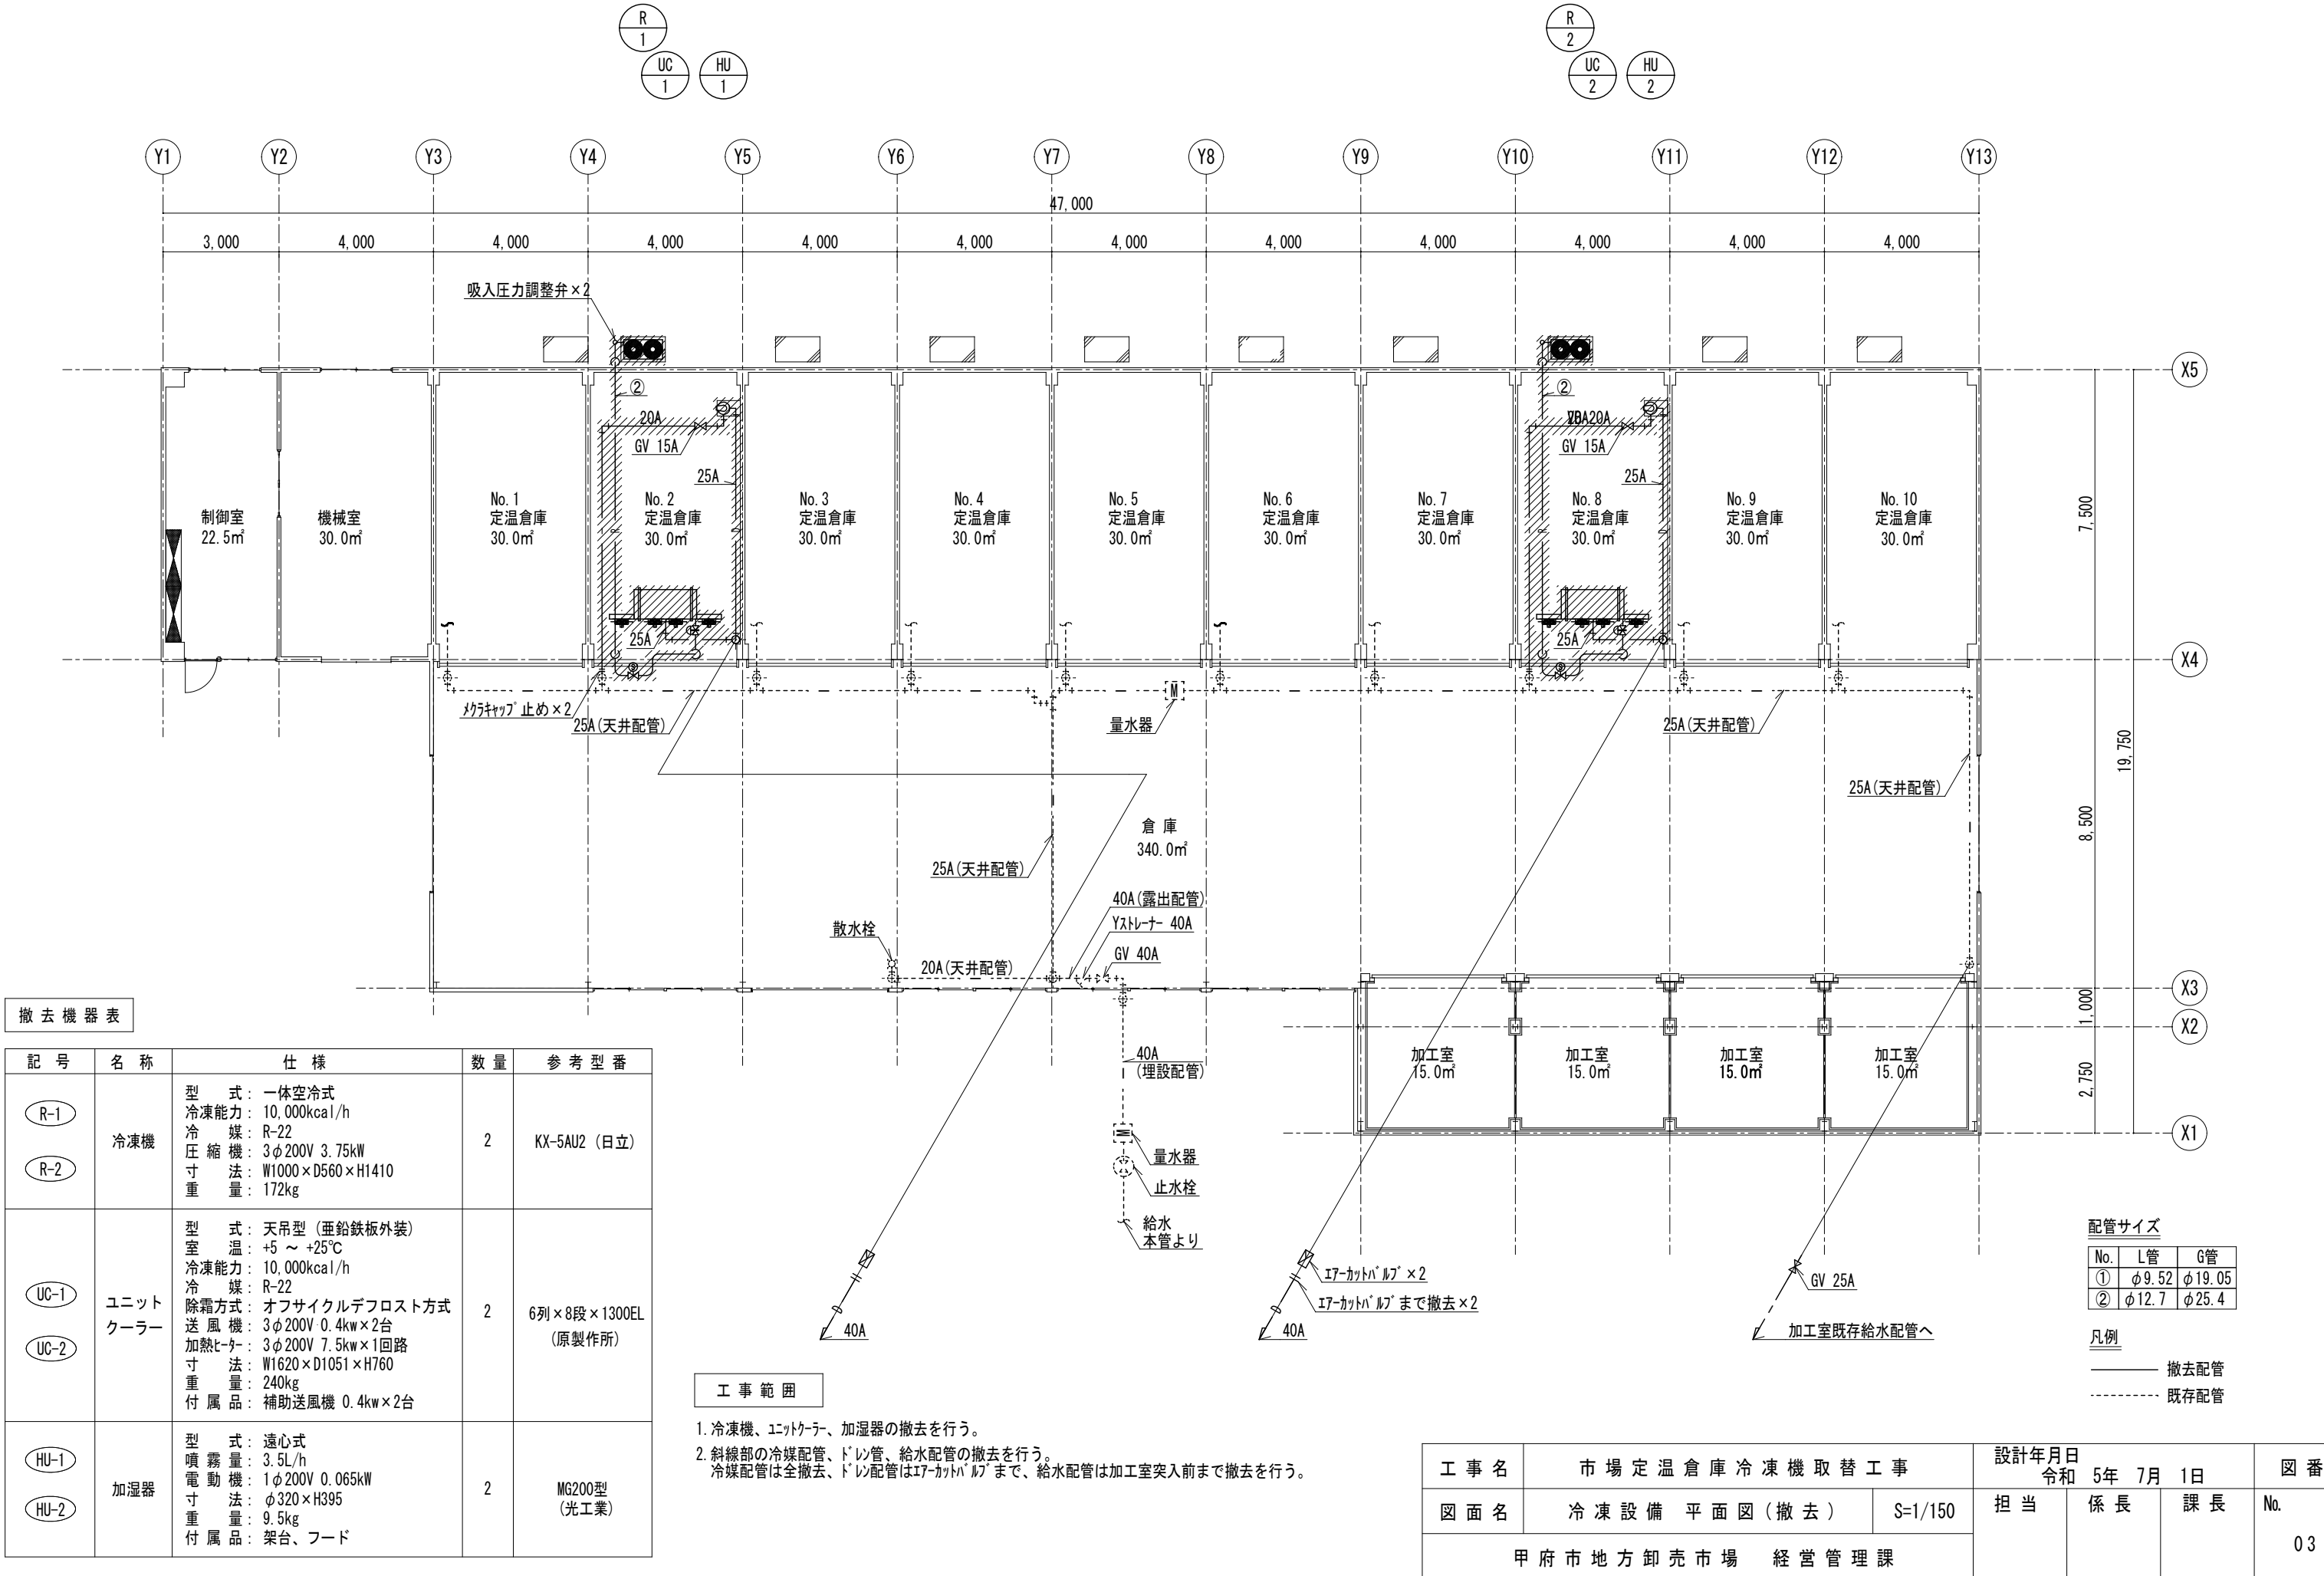 R
1
UC
1
HU
1
R
2
UC
2
HU
2
Y1
Y2
Y3
Y4
Y5
Y6
Y7
Y8
Y9
Y10
Y11
Y12
Y13
47,000
3,000
4,000
4,000
4,000
4,000
4,000
4,000
4,000
4,000
4,000
4,000
4,000
吸入圧力調整弁×2
②
20A
GV 15A
25A
②
20A
GV 15A
25A
制御室
22.5㎡
機械室
30.0㎡
No.1
定温倉庫
30.0㎡
No.2
定温倉庫
30.0㎡
No.3
定温倉庫
30.0㎡
No.4
定温倉庫
30.0㎡
No.5
定温倉庫
30.0㎡
No.6
定温倉庫
30.0㎡
No.7
定温倉庫
30.0㎡
No.8
定温倉庫
30.0㎡
No.9
定温倉庫
30.0㎡
No.10
定温倉庫
30.0㎡
25A
25A
メクラキャップ止め×2
25A(天井配管)
M
量水器
25A(天井配管)
25A(天井配管)
倉庫
340.0㎡
25A(天井配管)
40A(露出配管)
Yストレーナー 40A
GV 40A
散水栓
20A(天井配管)
40A
(埋設配管)
M
量水器
止水栓
給水
本管より
加工室
15.0㎡
加工室
15.0㎡
加工室
15.0㎡
加工室
15.0㎡
X5
X4
X3
X2
X1
7,500
8,500
19,750
1,000
2,750
エアーカットバルブ×2
エアーカットバルブまで撤去×2
40A
40A
GV 25A
加工室既存給水配管へ
撤去機器表
記号 名称 仕様 数量 参考型番
R-1
R-2
冷凍機
型式: 一体空冷式
冷凍能力: 10,000kcal/h
冷媒: R-22
圧縮機: 3φ200V 3.75kW
寸法: W1000×D560×H1410
重量: 172kg
2
KX-5AU2 (日立)
UC-1
UC-2
ユニット
クーラー
型式: 天吊型 (亜鉛鉄板外装)
室温: +5 ～ +25℃
冷凍能力: 10,000kcal/h
冷媒: R-22
除霜方式: オフサイクルデフロスト方式
送風機: 3φ200V 0.4kw×2台
加熱ヒーター: 3φ200V 7.5kw×1回路
寸法: W1620×D1051×H760
重量: 240kg
付属品: 補助送風機 0.4kw×2台
2
6列×8段×1300EL
(原製作所)
HU-1
HU-2
加湿器
型式: 遠心式
噴霧量: 3.5L/h
電動機: 1φ200V 0.065kW
寸法: φ320×H395
重量: 9.5kg
付属品: 架台、フード
2
MG200型
(光工業)
工事範囲
1.冷凍機、ユニットクーラー、加湿器の撤去を行う。
2.斜線部の冷媒配管、ドレン管、給水配管の撤去を行う。
冷媒配管は全撤去、ドレン配管はエアーカットバルブまで、給水配管は加工室突入前まで撤去を行う。
配管サイズ
No. L管 G管
① φ9.52 φ19.05
② φ12.7 φ25.4
凡例
撤去配管
既存配管
工事名 市場定温倉庫冷凍機取替工事
図面名 冷凍設備 平面図(撤去) S=1/150
甲府市地方卸売市場 経営管理課
設計年月日
令和 5年 7月 1日
担当 係長 課長
図番
No.
03